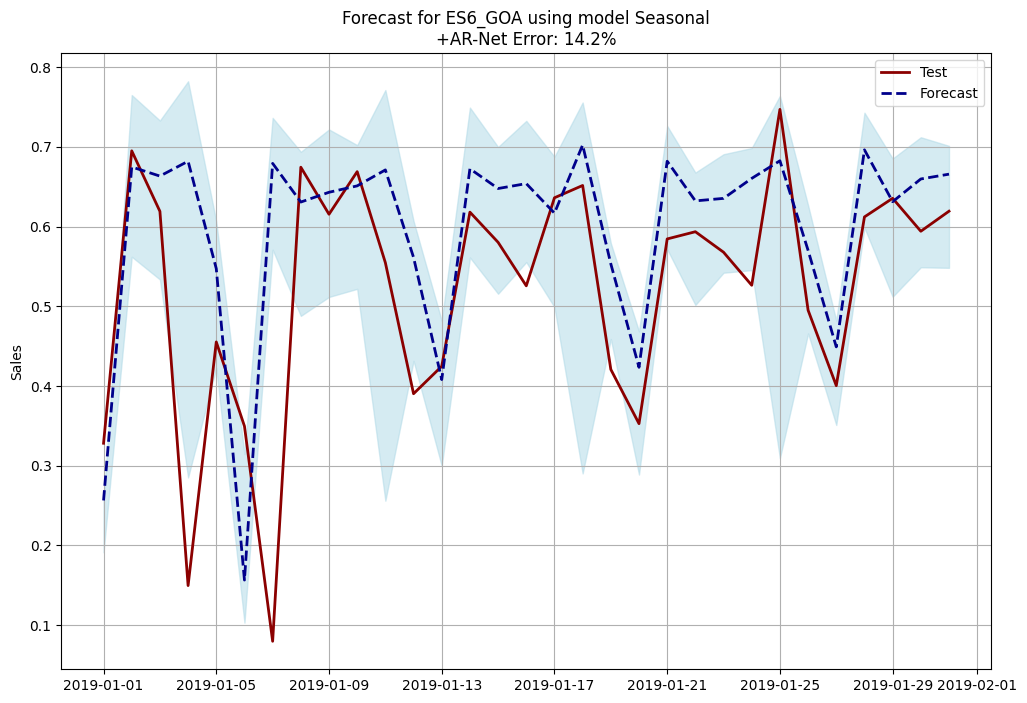 Forecast for ES6_GOA using model Seasonal
+AR-Net Error: 14.2%
Test
Forecast
Sales
0.8
0.7
0.6
0.5
0.4
0.3
0.2
0.1
2019-01-01 2019-01-05 2019-01-09 2019-01-13 2019-01-17 2019-01-21 2019-01-25 2019-01-29 2019-02-01